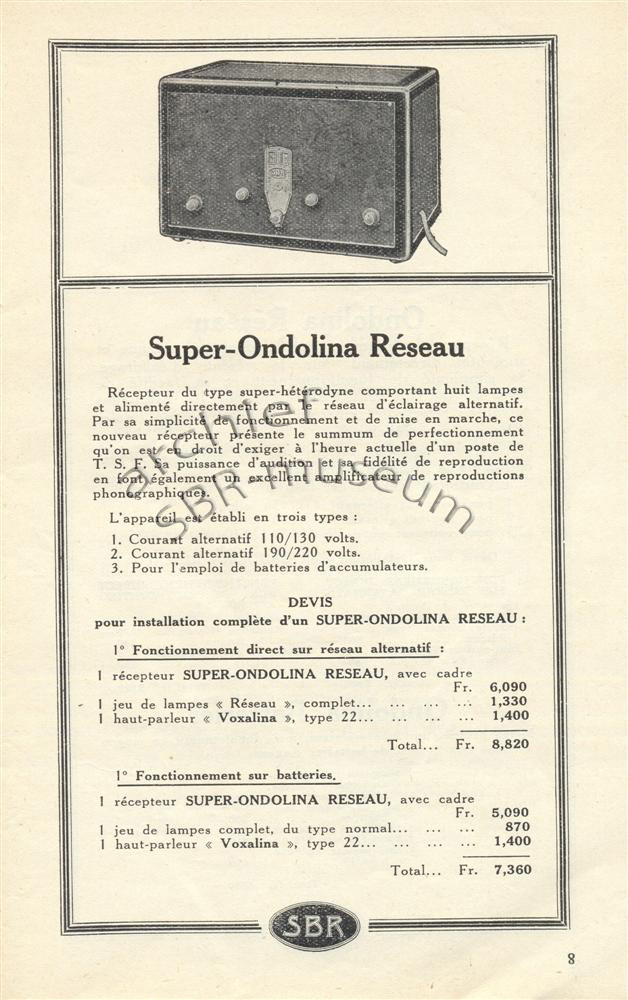 Super-Ondolina Réseau
Récepteur du type super-hétérodyne comportant huit lampes
et alimenté directement par le réseau d'éclairage alternatif.
Par sa simplicité de fonctionnement et de mise en marche, ce
nouveau récepteur présente le summum de perfectionnement
qu'on est en droit d'exiger à l'heure actuelle d'un poste de
T. S. F. Sa puissance d'audition et sa fidélité de reproduction
en font également un excellent amplificateur de reproductions
phonographiques.
archief
SBR museum
L'appareil est établi en trois types :
1. Courant alternatif 110/130 volts.
2. Courant alternatif 190/220 volts.
3. Pour l'emploi de batteries d'accumulateurs.
DEVIS
pour installation complète d'un SUPER-ONDOLINA RESEAU :
1° Fonctionnement direct sur réseau alternatif :
1 récepteur SUPER-ONDOLINA RESEAU, avec cadre
Fr. 6,090
1 jeu de lampes « Réseau », complet... ... ... ... 1,330
1 haut-parleur « Voxalina », type 22... ... ... ... 1,400
Total... Fr. 8,820
1° Fonctionnement sur batteries.
1 récepteur SUPER-ONDOLINA RESEAU, avec cadre
Fr. 5,090
1 jeu de lampes complet, du type normal... ... ... 870
1 haut-parleur « Voxalina », type 22... ... ... ... 1,400
Total... Fr. 7,360
SBR
8